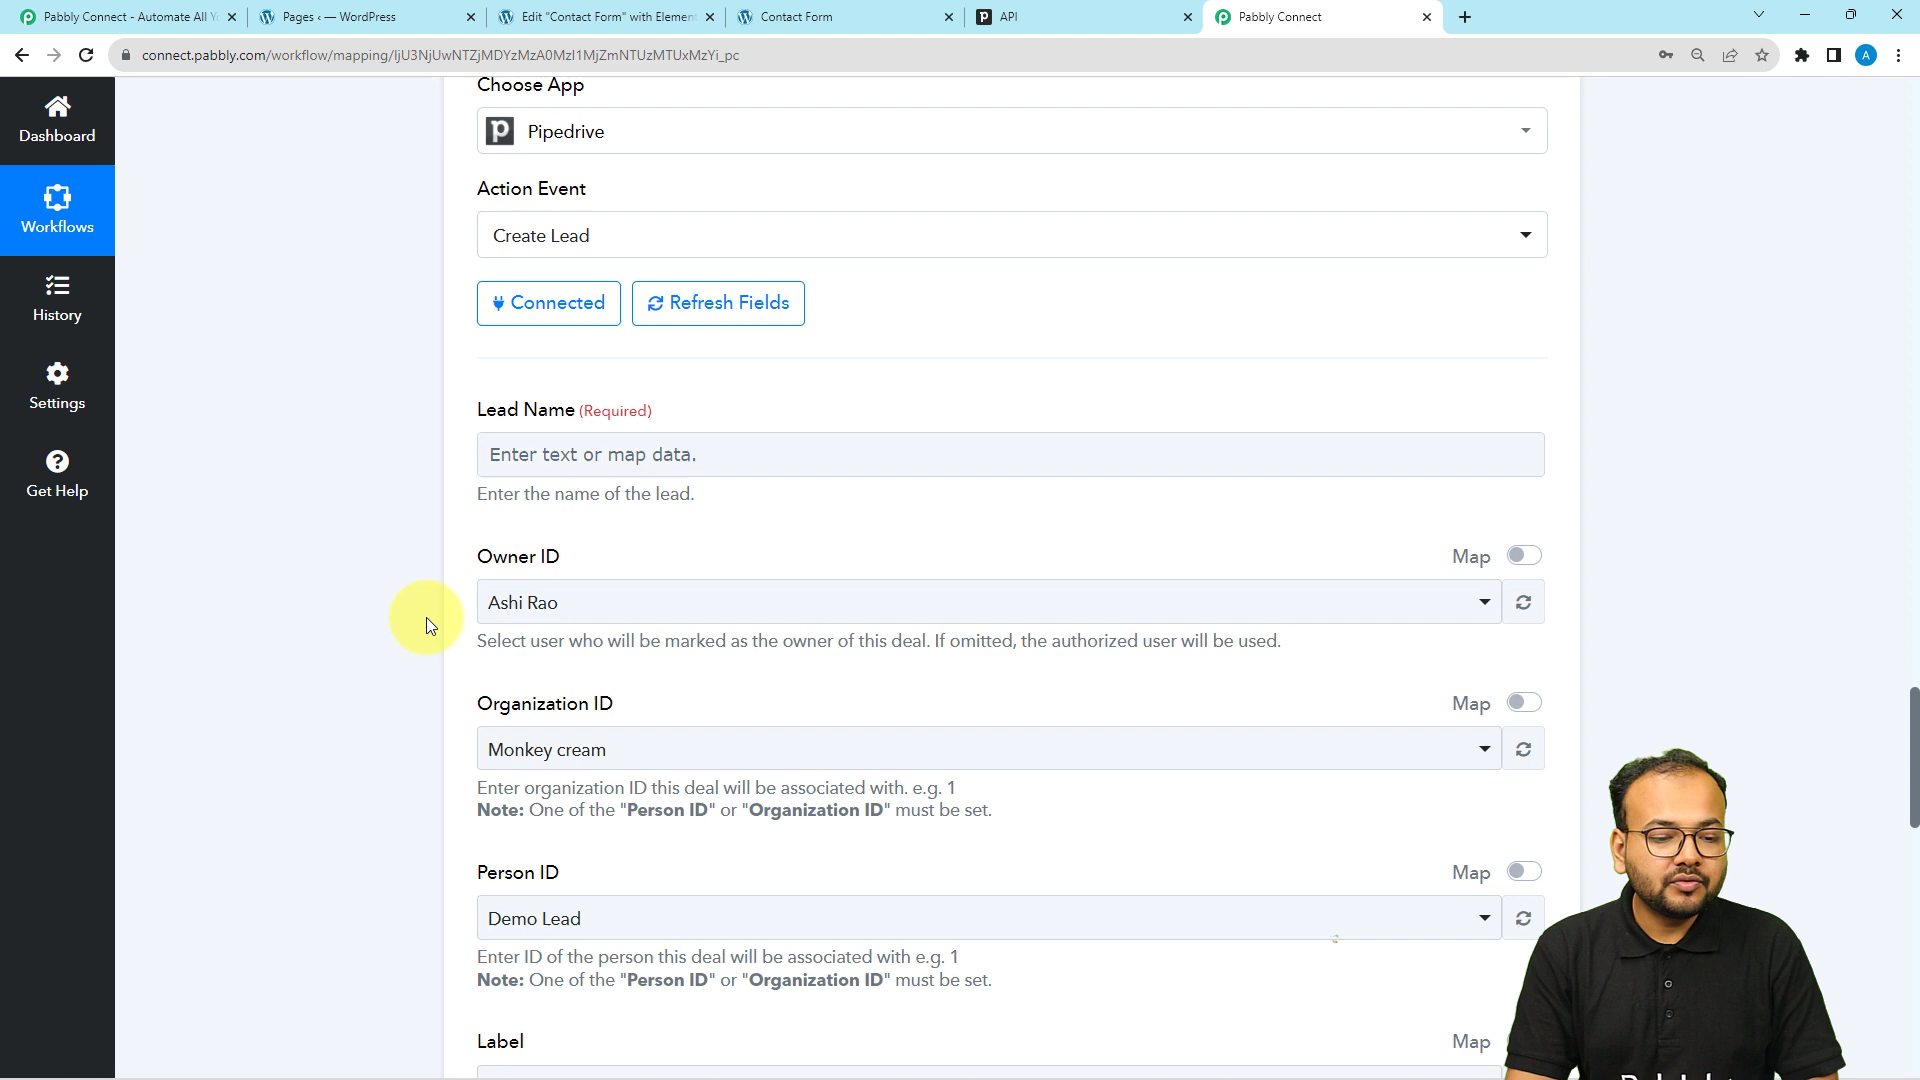 Pabbly Connect - Automate All Y
Pages ‹ — WordPress
Edit "Contact Form" with Elemen
Contact Form
API
Pabbly Connect
connect.pabbly.com/workflow/mapping/IjU3NjUwNTZjMDYzMzA0MzI1MjZmNTUzMTUxMzYi_pc
A
Dashboard
Workflows
History
Settings
Get Help
Choose App
Pipedrive
Action Event
Create Lead
Connected
Refresh Fields
Lead Name (Required)
Enter text or map data.
Enter the name of the lead.
Owner ID
Map
Ashi Rao
Select user who will be marked as the owner of this deal. If omitted, the authorized user will be used.
Organization ID
Map
Monkey cream
Enter organization ID this deal will be associated with. e.g. 1
Note: One of the "Person ID" or "Organization ID" must be set.
Person ID
Map
Demo Lead
Enter ID of the person this deal will be associated with e.g. 1
Note: One of the "Person ID" or "Organization ID" must be set.
Label
Map